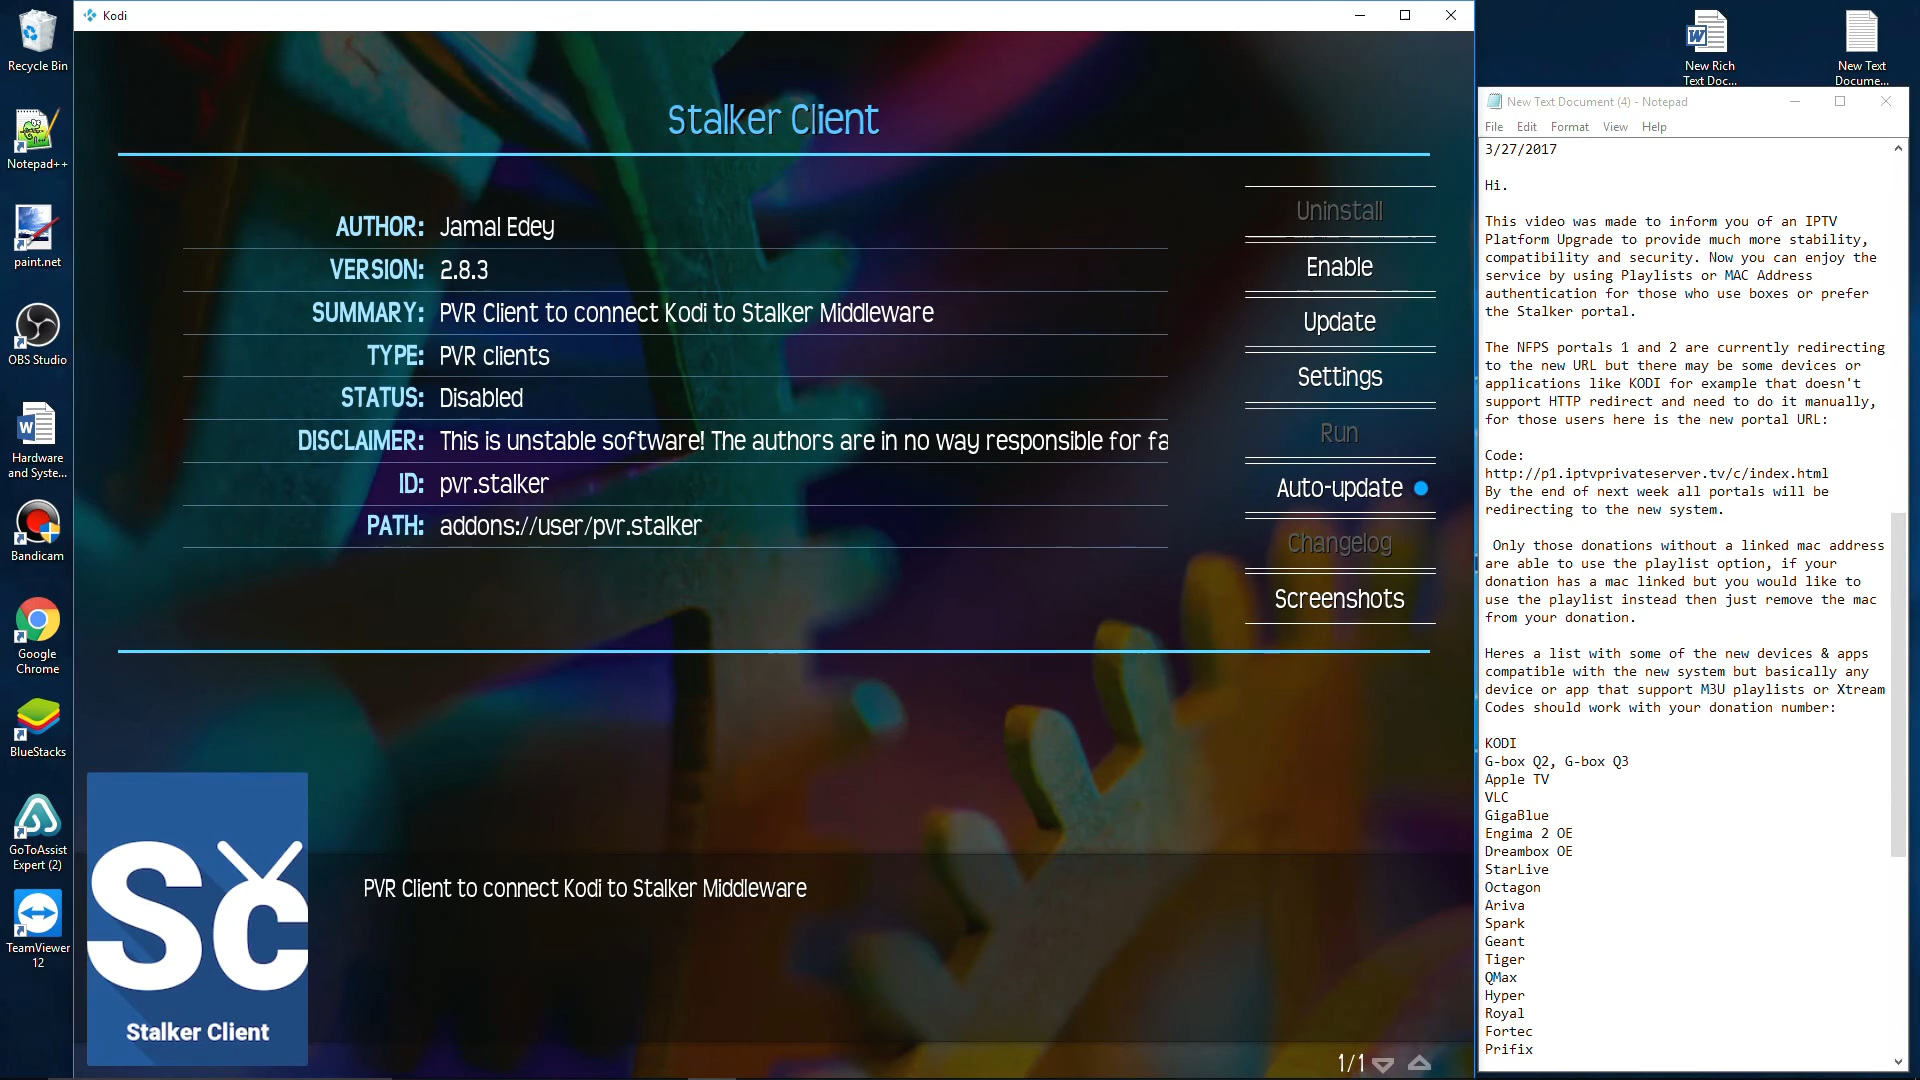 Recycle Bin
Notepad++
paint.net
OBS Studio
Hardware
and Syste...
Bandicam
Google
Chrome
BlueStacks
GoToAssist
Expert (2)
TeamViewer
12
Kodi
Stalker Client
AUTHOR: Jamal Edey
VERSION: 2.8.3
SUMMARY: PVR Client to connect Kodi to Stalker Middleware
TYPE: PVR clients
STATUS: Disabled
DISCLAIMER: This is unstable software! The authors are in no way responsible for fa
ID: pvr.stalker
PATH: addons://user/pvr.stalker
Uninstall
Enable
Update
Settings
Run
Auto-update
Changelog
Screenshots
Sc
Stalker Client
PVR Client to connect Kodi to Stalker Middleware
1/1
New Rich
Text Doc...
New Text
Docume...
New Text Document (4) - Notepad
File Edit Format View Help
3/27/2017
Hi.
This video was made to inform you of an IPTV
Platform Upgrade to provide much more stability,
compatibility and security. Now you can enjoy the
service by using Playlists or MAC Address
authentication for those who use boxes or prefer
the Stalker portal.
The NFPS portals 1 and 2 are currently redirecting
to the new URL but there may be some devices or
applications like KODI for example that doesn't
support HTTP redirect and need to do it manually,
for those users here is the new portal URL:
Code:
http://p1.iptvprivateserver.tv/c/index.html
By the end of next week all portals will be
redirecting to the new system.
Only those donations without a linked mac address
are able to use the playlist option, if your
donation has a mac linked but you would like to
use the playlist instead then just remove the mac
from your donation.
Heres a list with some of the new devices & apps
compatible with the new system but basically any
device or app that support M3U playlists or Xtream
Codes should work with your donation number:
KODI
G-box Q2, G-box Q3
Apple TV
VLC
GigaBlue
Engima 2 OE
Dreambox OE
StarLive
Octagon
Ariva
Spark
Geant
Tiger
QMax
Hyper
Royal
Fortec
Prifix